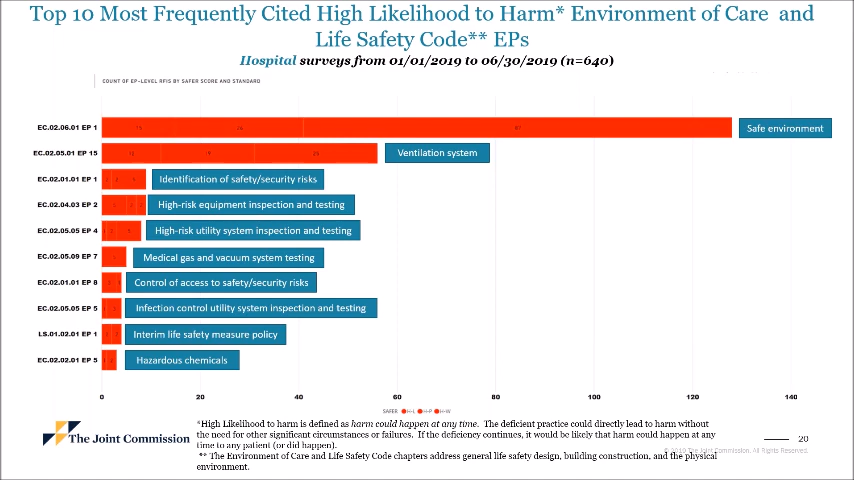 Top 10 Most Frequently Cited High Likelihood to Harm* Environment of Care and
Life Safety Code** EPs
Hospital surveys from 01/01/2019 to 06/30/2019 (n=640)
COUNT OF EP-LEVEL RFIS BY SAFER SCORE AND STANDARD
EC.02.06.01 EP 1
87
Safe environment
EC.02.05.01 EP 15
Ventilation system
EC.02.01.01 EP 1
Identification of safety/security risks
EC.02.04.03 EP 2
High-risk equipment inspection and testing
EC.02.05.05 EP 4
High-risk utility system inspection and testing
EC.02.05.09 EP 7
Medical gas and vacuum system testing
EC.02.01.01 EP 8
Control of access to safety/security risks
EC.02.05.05 EP 5
Infection control utility system inspection and testing
LS.01.02.01 EP 1
Interim life safety measure policy
EC.02.02.01 EP 5
Hazardous chemicals
0 20 40 60 80 100 120 140
SAFER H-L H-P H-W
The Joint Commission
*High Likelihood to harm is defined as harm could happen at any time. The deficient practice could directly lead to harm without
the need for other significant circumstances or failures. If the deficiency continues, it would be likely that harm could happen at any
time to any patient (or did happen).
** The Environment of Care and Life Safety Code chapters address general life safety design, building construction, and the physical
environment.
20
The Joint Commission. All Rights Reserved.